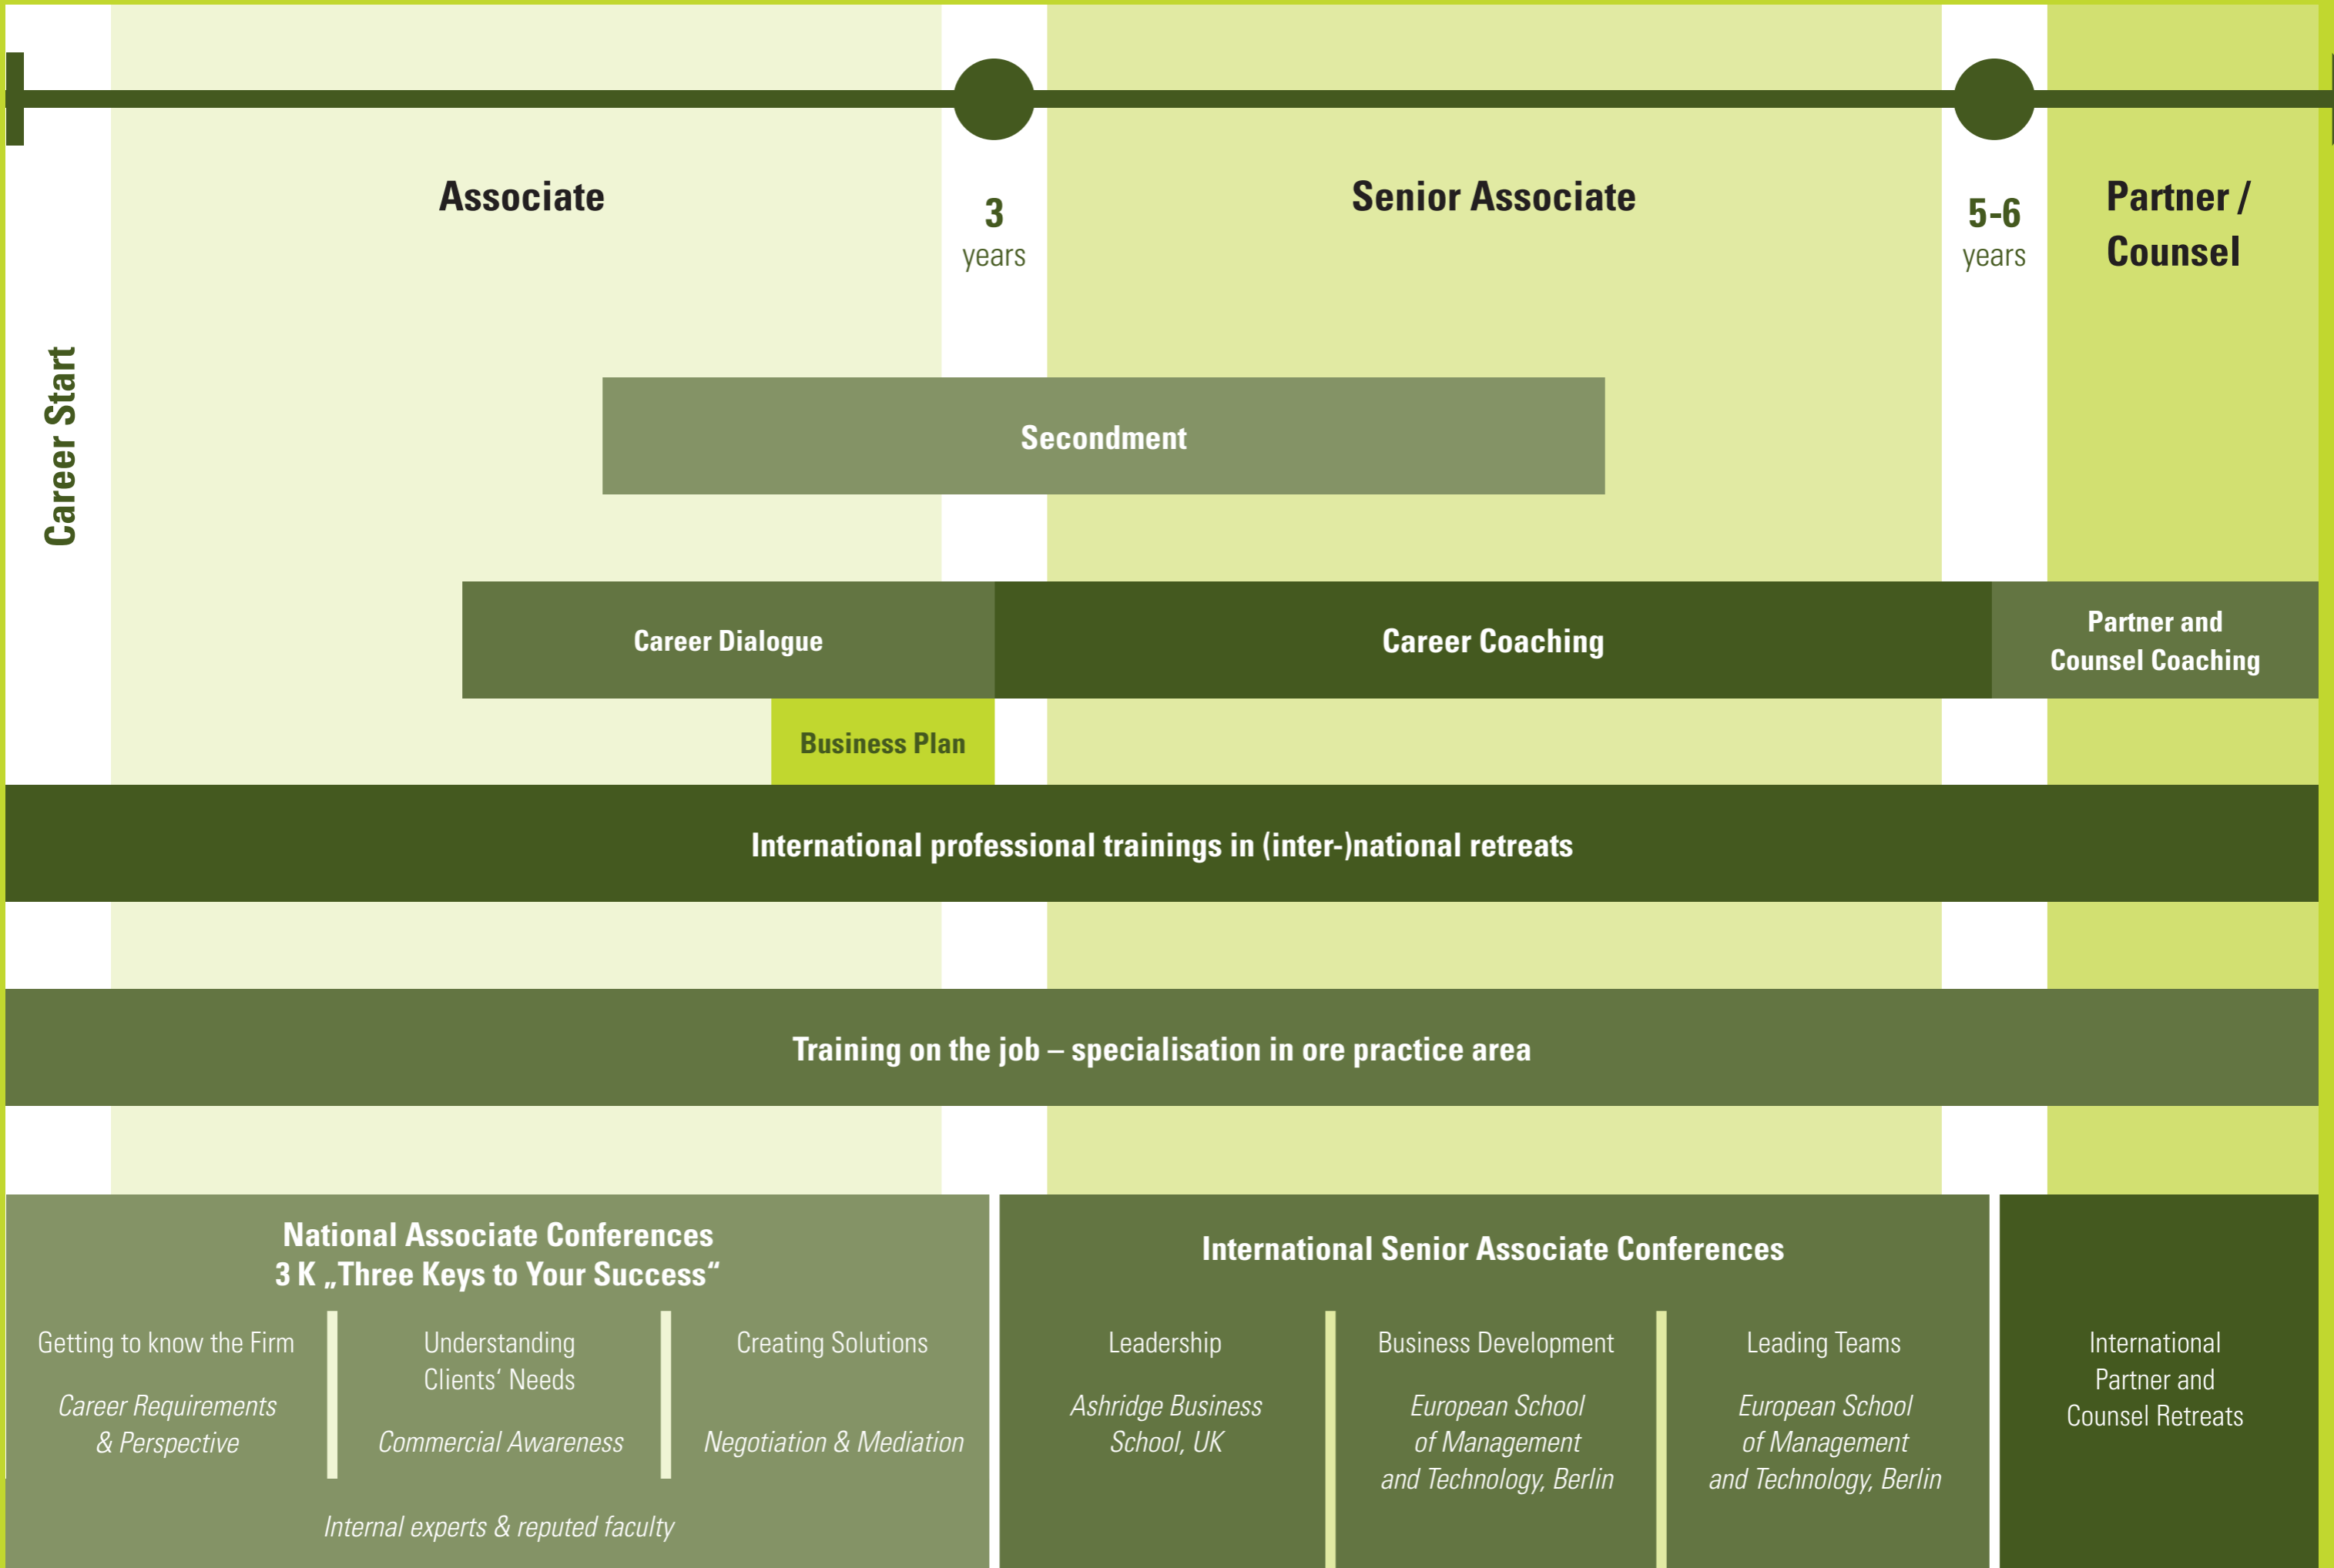 Associate
3
years
Senior Associate
5-6
years
Partner /
Counsel
Career Start
Secondment
Career Dialogue
Career Coaching
Partner and
Counsel Coaching
Business Plan
International professional trainings in (inter-)national retreats
Training on the job – specialisation in ore practice area
National Associate Conferences
3 K „Three Keys to Your Success“
Getting to know the Firm
Career Requirements
& Perspective
Understanding
Clients‘ Needs
Commercial Awareness
Creating Solutions
Negotiation & Mediation
Internal experts & reputed faculty
International Senior Associate Conferences
Leadership
Ashridge Business
School, UK
Business Development
European School
of Management
and Technology, Berlin
Leading Teams
European School
of Management
and Technology, Berlin
International
Partner and
Counsel Retreats